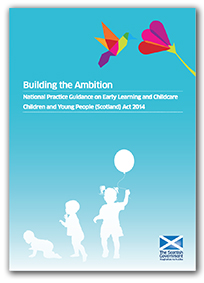 Building the Ambition
National Practice Guidance on Early Learning and Childcare
Children and Young People (Scotland) Act 2014
The Scottish
Government